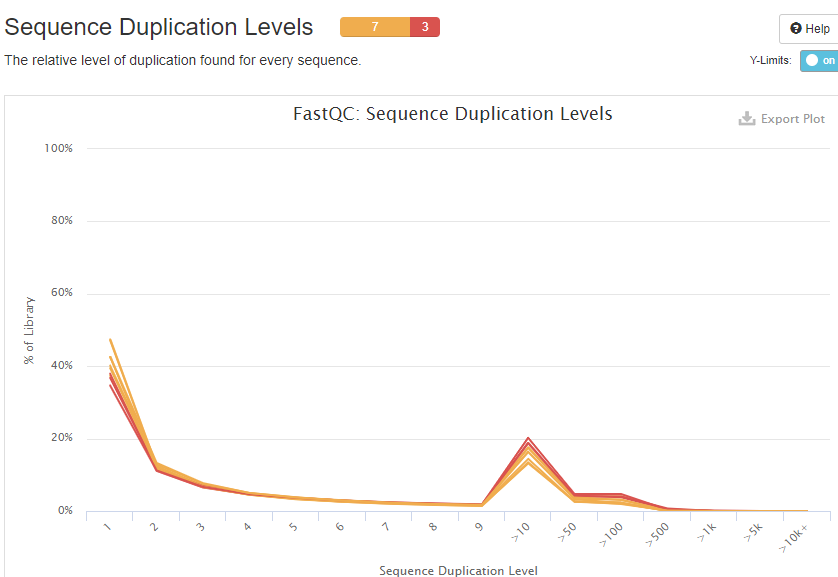 Sequence Duplication Levels 7 3 Help
The relative level of duplication found for every sequence. Y-Limits: on
FastQC: Sequence Duplication Levels
Export Plot
100%
80%
60%
40%
20%
0%
% of Library
1 2 3 4 5 6 7 8 9 >10 >50 >100 >500 >1k >5k >10k+
Sequence Duplication Level